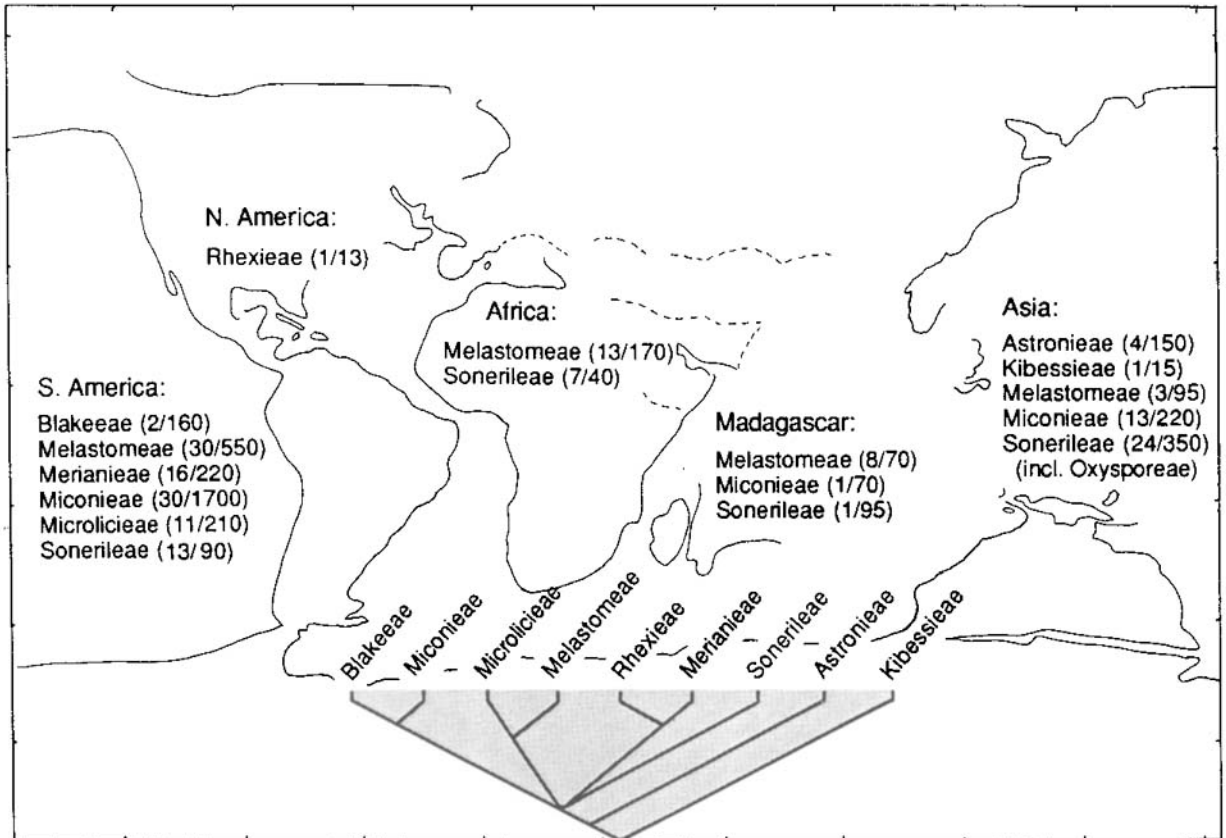 N. America:
Rhexieae (1/13)
Africa:
Melastomeae (13/170)
Sonerileae (7/40)
Asia:
Astronieae (4/150)
Kibessieae (1/15)
Melastomeae (3/95)
Miconieae (13/220)
Sonerileae (24/350)
(incl. Oxysporeae)
S. America:
Blakeeae (2/160)
Melastomeae (30/550)
Merianieae (16/220)
Miconieae (30/1700)
Microlicieae (11/210)
Sonerileae (13/90)
Madagascar:
Melastomeae (8/70)
Miconieae (1/70)
Sonerileae (1/95)
Blakeeae
Miconieae
Microlicieae
Melastomeae
Rhexieae
Merianieae
Sonerileae
Astronieae
Kibessieae